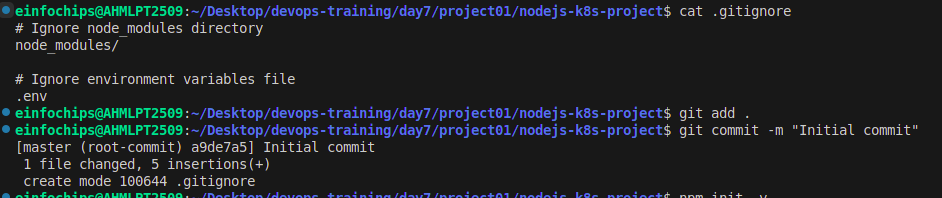 einfochips@AHMLPT2509:~/Desktop/devops-training/day7/project01/nodejs-k8s-project$ cat .gitignore
# Ignore node_modules directory
node_modules/
# Ignore environment variables file
.env
einfochips@AHMLPT2509:~/Desktop/devops-training/day7/project01/nodejs-k8s-project$ git add .
einfochips@AHMLPT2509:~/Desktop/devops-training/day7/project01/nodejs-k8s-project$ git commit -m "Initial commit"
[master (root-commit) a9de7a5] Initial commit
 1 file changed, 5 insertions(+)
 create mode 100644 .gitignore
einfochips@AHMLPT2509:~/Desktop/devops-training/day7/project01/nodejs-k8s-project$ npm init -y